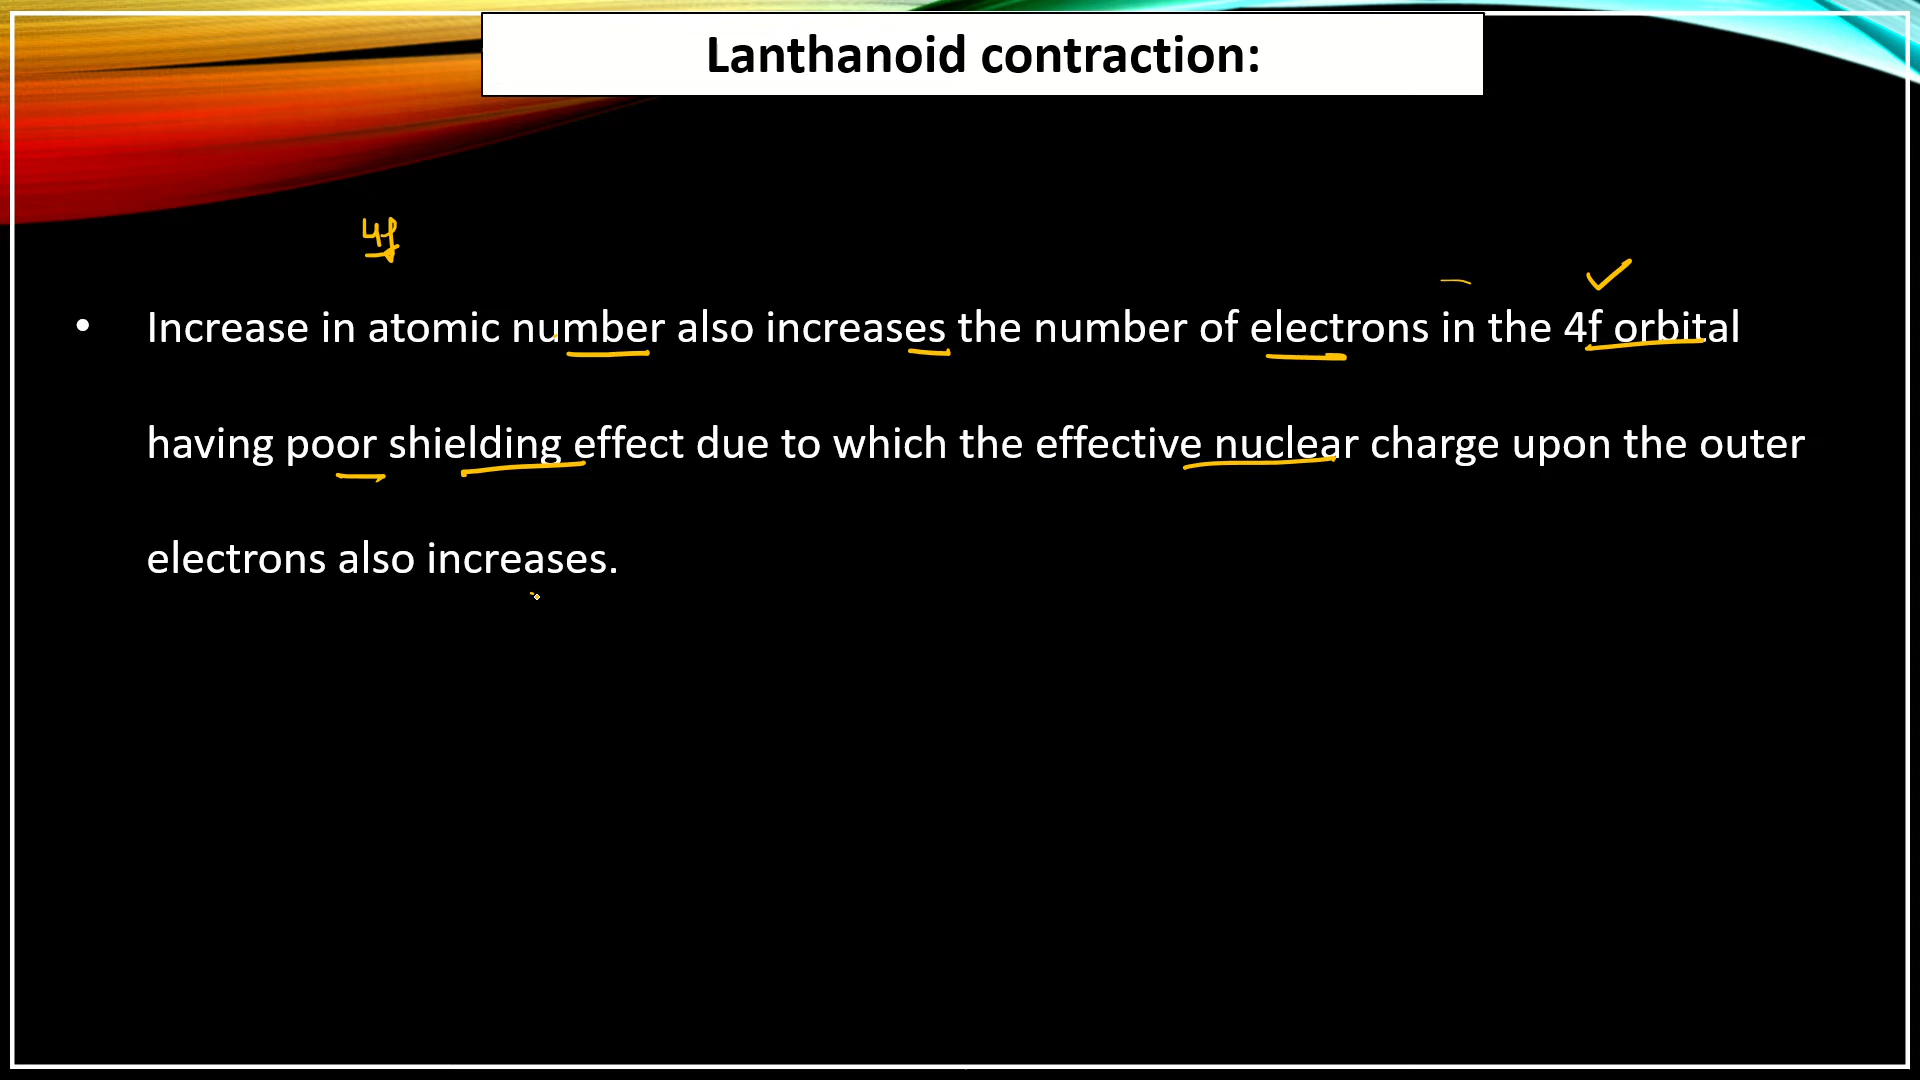 Lanthanoid contraction:
4f
• Increase in atomic number also increases the number of electrons in the 4f orbital
having poor shielding effect due to which the effective nuclear charge upon the outer
electrons also increases.